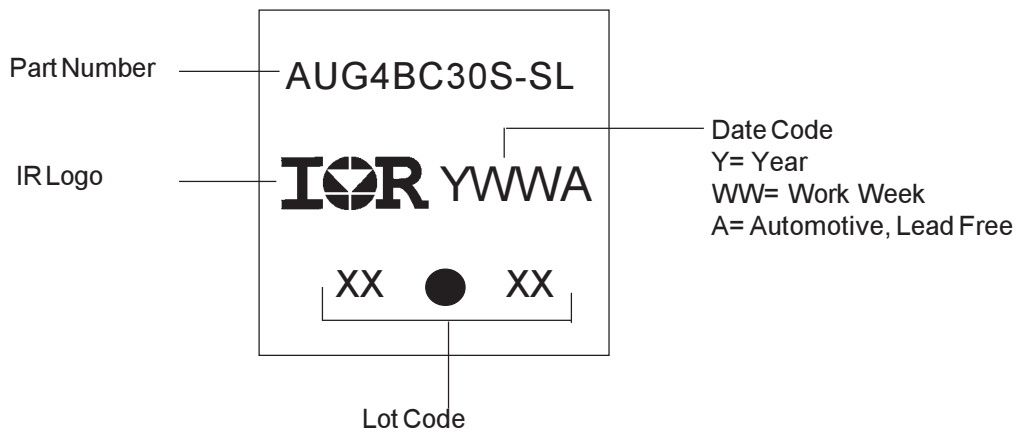 Part Number
AUG4BC30S-SL
IR Logo
IOR YWWA
Date Code
Y= Year
WW= Work Week
A= Automotive, Lead Free
XX XX
Lot Code